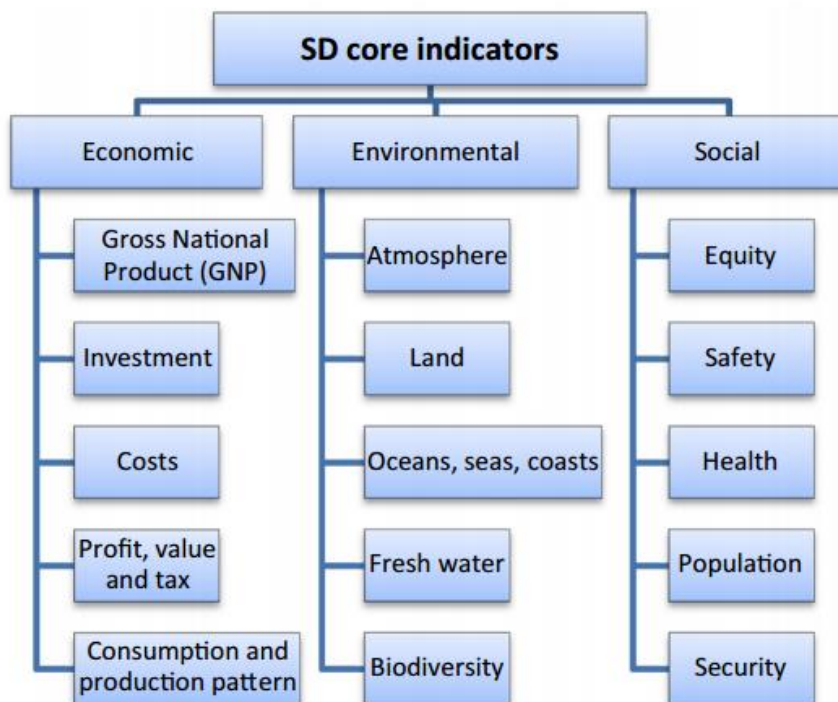 SD core indicators
Economic
Environmental
Social
Gross National
Product (GNP)
Atmosphere
Equity
Investment
Land
Safety
Costs
Oceans, seas, coasts
Health
Profit, value
and tax
Fresh water
Population
Consumption and
production pattern
Biodiversity
Security